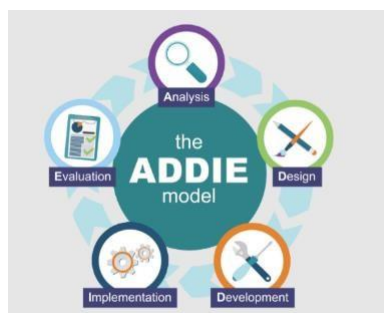 Analysis
the
ADDIE
model
Evaluation
Design
Implementation
Development